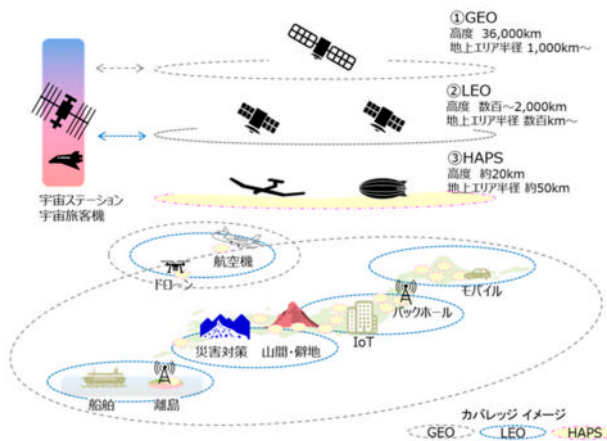 ①GEO
高度 36,000km
地上エリア半径 1,000km～
②LEO
高度 数百～2,000km
地上エリア半径 数百km～
③HAPS
高度 約20km
地上エリア半径 約50km
宇宙ステーション
宇宙旅客機
航空機
ドローン
モバイル
バックホール
IoT
災害対策
山間・僻地
船舶
離島
カバレッジ イメージ
GEO
LEO
HAPS